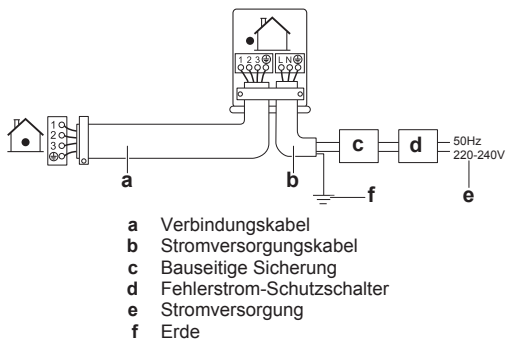 1 2 3
L N
1
2
3
c
d
50Hz
220-240V
a
b
f
e
a Verbindungskabel
b Stromversorgungskabel
c Bauseitige Sicherung
d Fehlerstrom-Schutzschalter
e Stromversorgung
f Erde